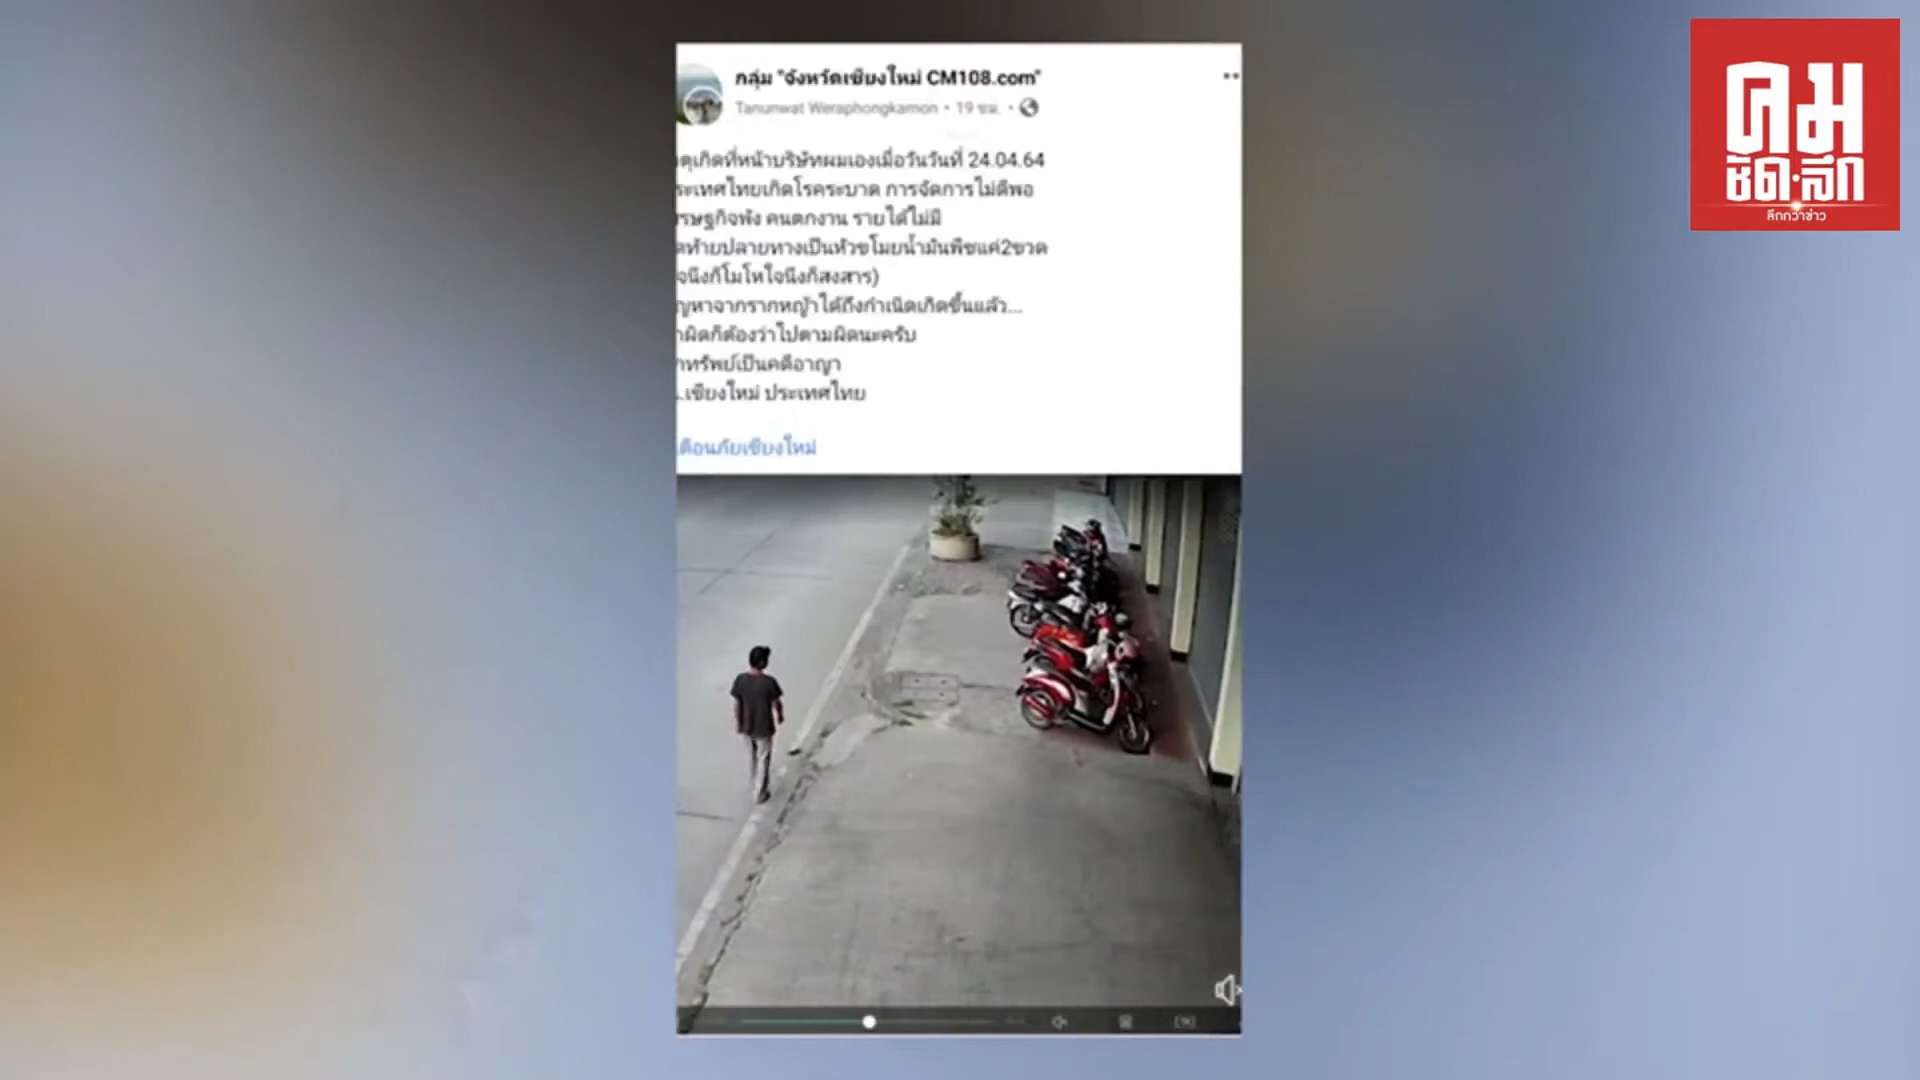 กลุ่ม "จังหวัดเชียงใหม่ CM108.com"
Tanunwat Weraphongkamon • 19 ชม. •
ตุเกิดที่หน้าบริษัทผมเองเมื่อวันวันที่ 24.04.64
ระเทศไทยเกิดโรคระบาด การจัดการไม่ดีพอ
รษฐกิจพัง คนตกงาน รายได้ไม่มี
ดท้ายปลายทางเป็นหัวขโมยน้ำมันพืชแค่2ขวด
จนึงก็โมโหใจนึงก็สงสาร)
ญหาจากรากหญ้าได้ถึงกำเนิดเกิดขึ้นแล้ว...
าผิดก็ต้องว่าไปตามผิดนะครับ
าทรัพย์เป็นคดีอาญา
.เชียงใหม่ ประเทศไทย
ตือนภัยเชียงใหม่
คม
ชัด•ลึก
ลึกกว่าข่าว